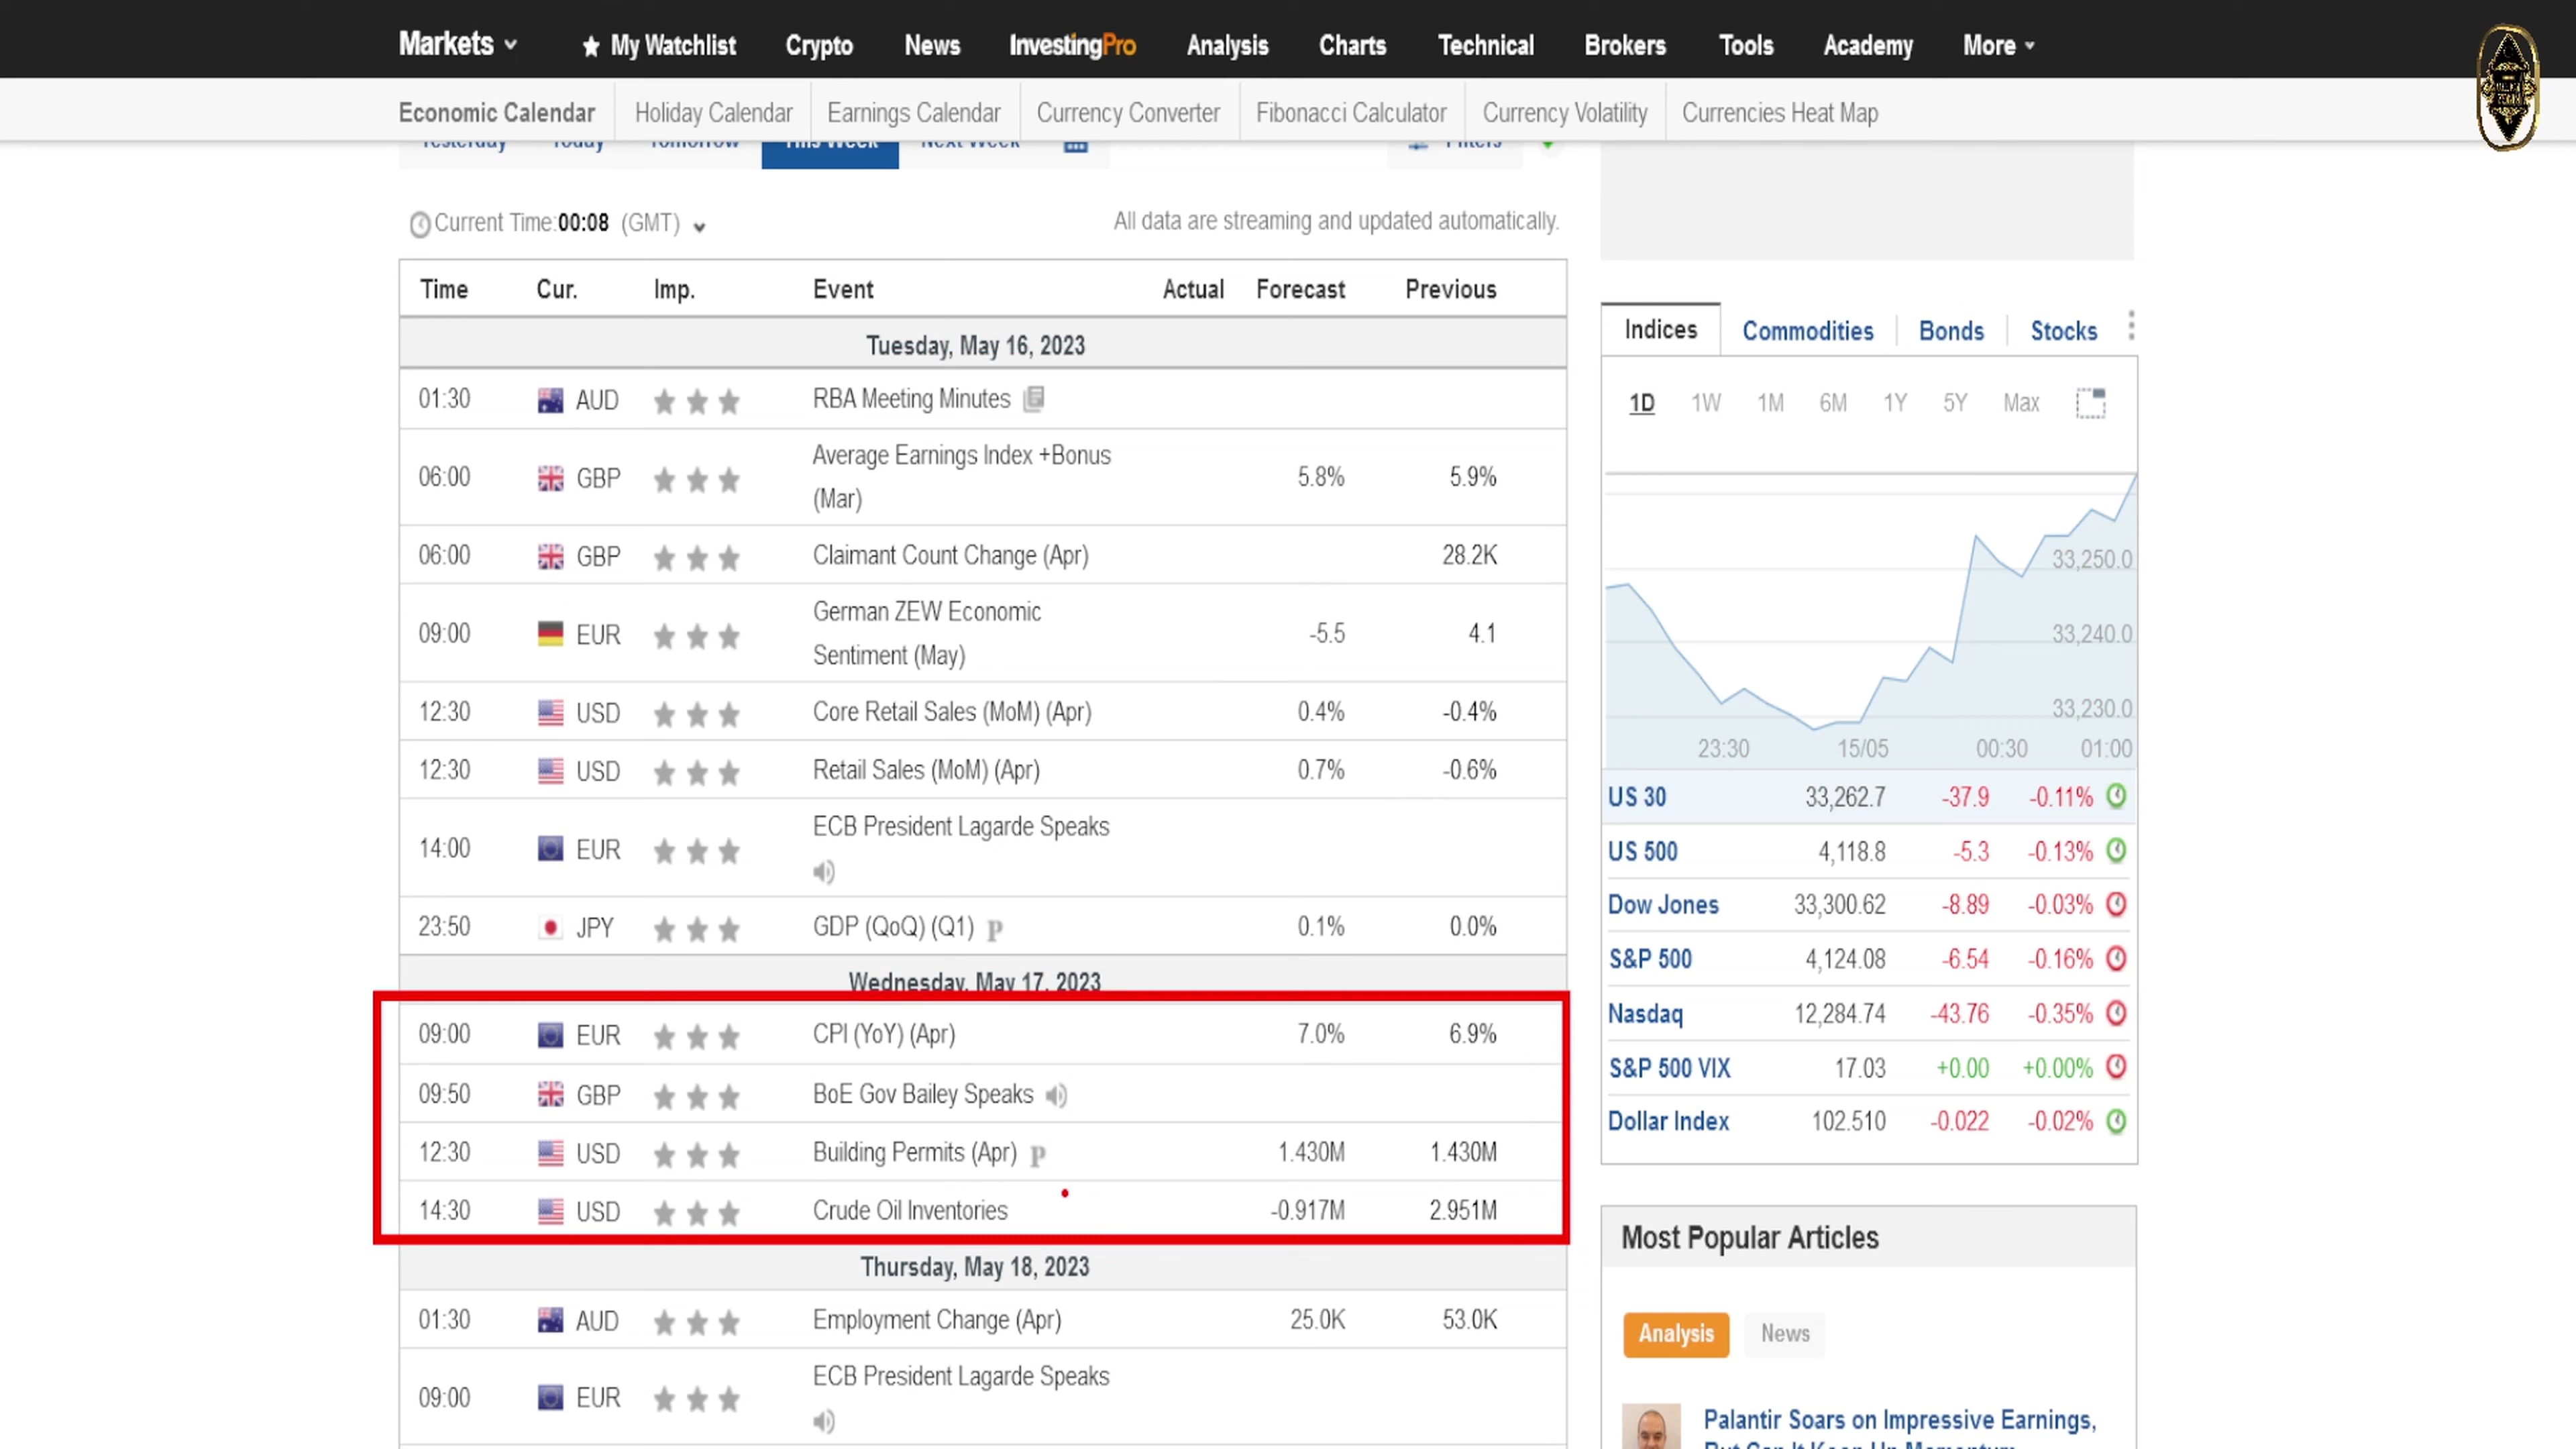 Markets My Watchlist Crypto News InvestingPro Analysis Charts Technical Brokers Tools Academy More
Economic Calendar Holiday Calendar Earnings Calendar Currency Converter Fibonacci Calculator Currency Volatility Currencies Heat Map
Yesterday Today Tomorrow This Week Next Week Filters
Current Time:00:08 (GMT) All data are streaming and updated automatically.
Time Cur. Imp. Event Actual Forecast Previous
Tuesday, May 16, 2023
01:30 AUD RBA Meeting Minutes
06:00 GBP Average Earnings Index +Bonus 5.8% 5.9%
(Mar)
06:00 GBP Claimant Count Change (Apr) 28.2K
09:00 EUR German ZEW Economic -5.5 4.1
Sentiment (May)
12:30 USD Core Retail Sales (MoM) (Apr) 0.4% -0.4%
12:30 USD Retail Sales (MoM) (Apr) 0.7% -0.6%
14:00 EUR ECB President Lagarde Speaks
23:50 JPY GDP (QoQ) (Q1) P 0.1% 0.0%
Wednesday, May 17, 2023
09:00 EUR CPI (YoY) (Apr) 7.0% 6.9%
09:50 GBP BoE Gov Bailey Speaks
12:30 USD Building Permits (Apr) P 1.430M 1.430M
14:30 USD Crude Oil Inventories -0.917M 2.951M
Thursday, May 18, 2023
01:30 AUD Employment Change (Apr) 25.0K 53.0K
09:00 EUR ECB President Lagarde Speaks
Indices Commodities Bonds Stocks
1D 1W 1M 6M 1Y 5Y Max
33,250.0
33,240.0
33,230.0
23:30 15/05 00:30 01:00
US 30 33,262.7 -37.9 -0.11%
US 500 4,118.8 -5.3 -0.13%
Dow Jones 33,300.62 -8.89 -0.03%
S&P 500 4,124.08 -6.54 -0.16%
Nasdaq 12,284.74 -43.76 -0.35%
S&P 500 VIX 17.03 +0.00 +0.00%
Dollar Index 102.510 -0.022 -0.02%
Most Popular Articles
Analysis News
Palantir Soars on Impressive Earnings,
But Can It Keep Up Momentum